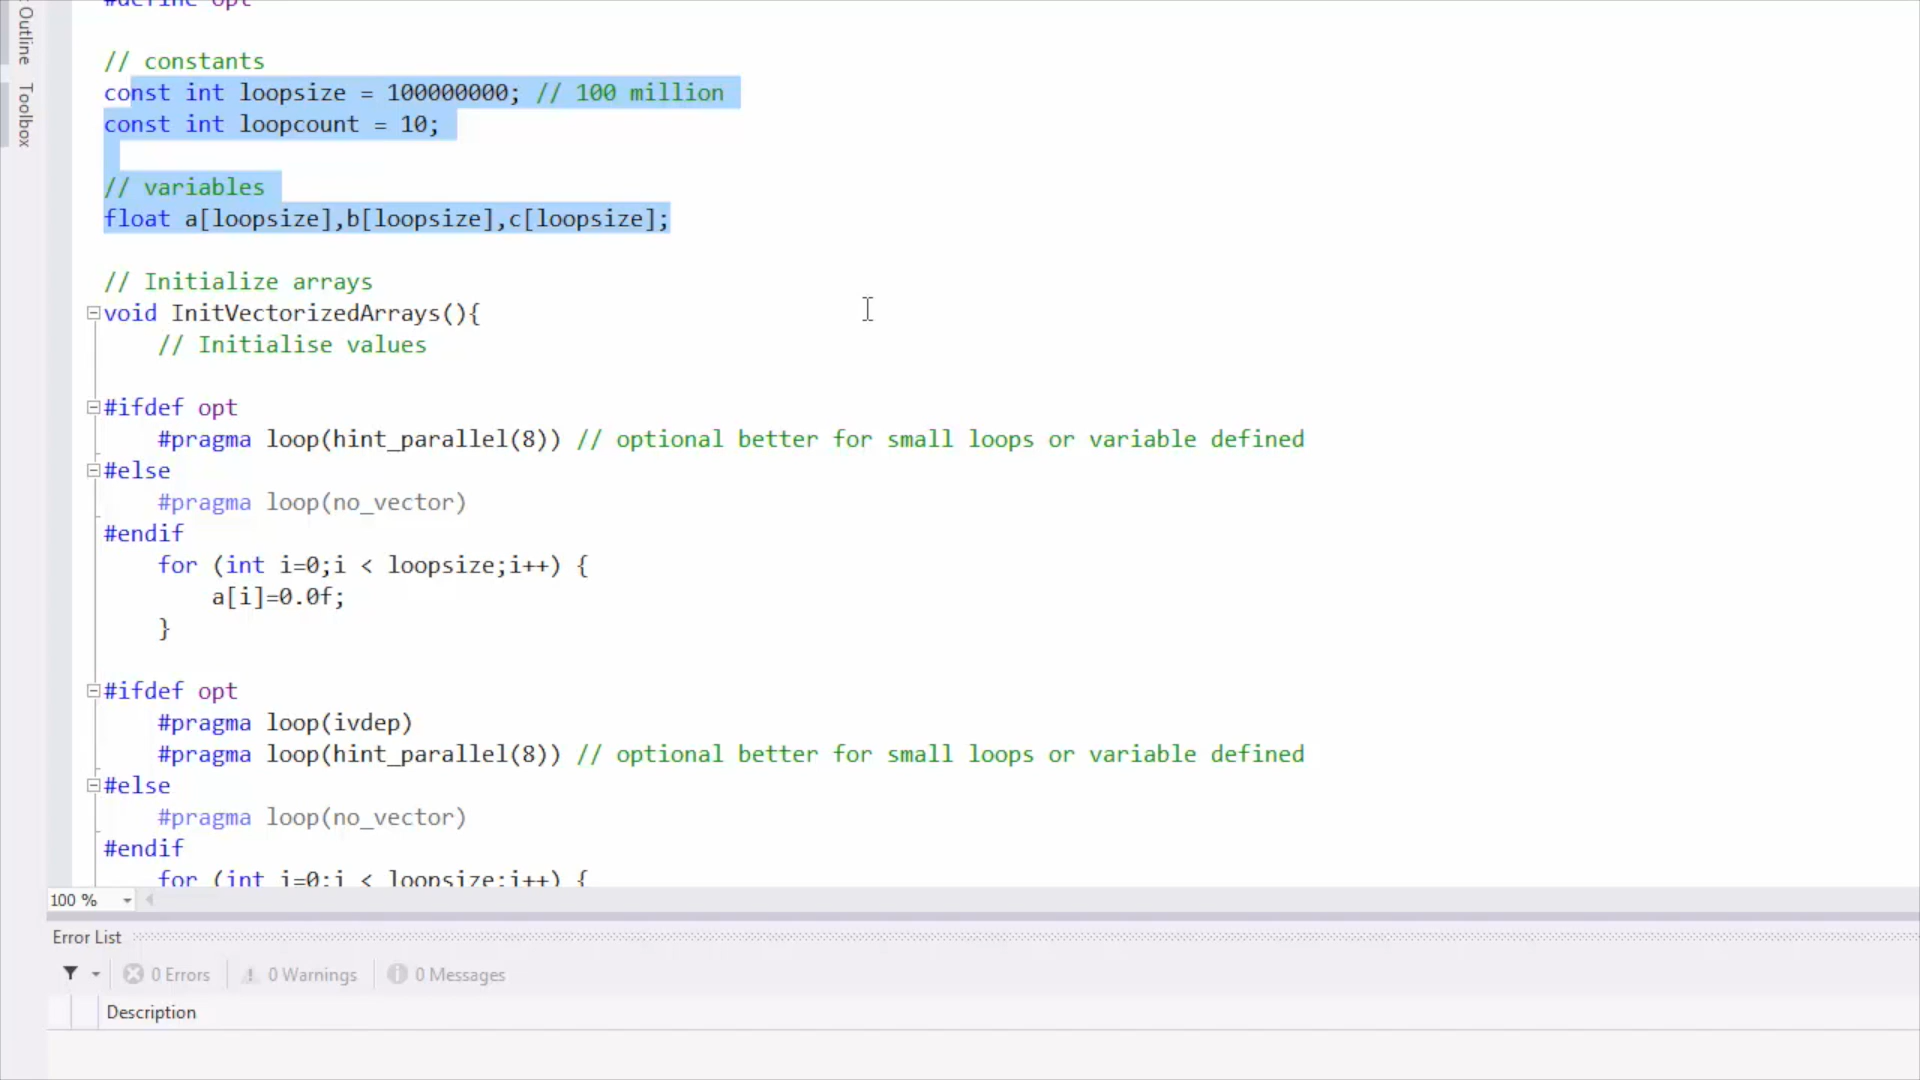 Outline
Toolbox
#define opt
// constants
const int loopsize = 100000000; // 100 million
const int loopcount = 10;
// variables
float a[loopsize],b[loopsize],c[loopsize];
// Initialize arrays
void InitVectorizedArrays(){
// Initialise values
#ifdef opt
#pragma loop(hint_parallel(8)) // optional better for small loops or variable defined
#else
#pragma loop(no_vector)
#endif
for (int i=0;i < loopsize;i++) {
a[i]=0.0f;
}
#ifdef opt
#pragma loop(ivdep)
#pragma loop(hint_parallel(8)) // optional better for small loops or variable defined
#else
#pragma loop(no_vector)
#endif
for (int i=0;i < loopsize;i++) {
100 %
Error List
0 Errors
0 Warnings
0 Messages
Description